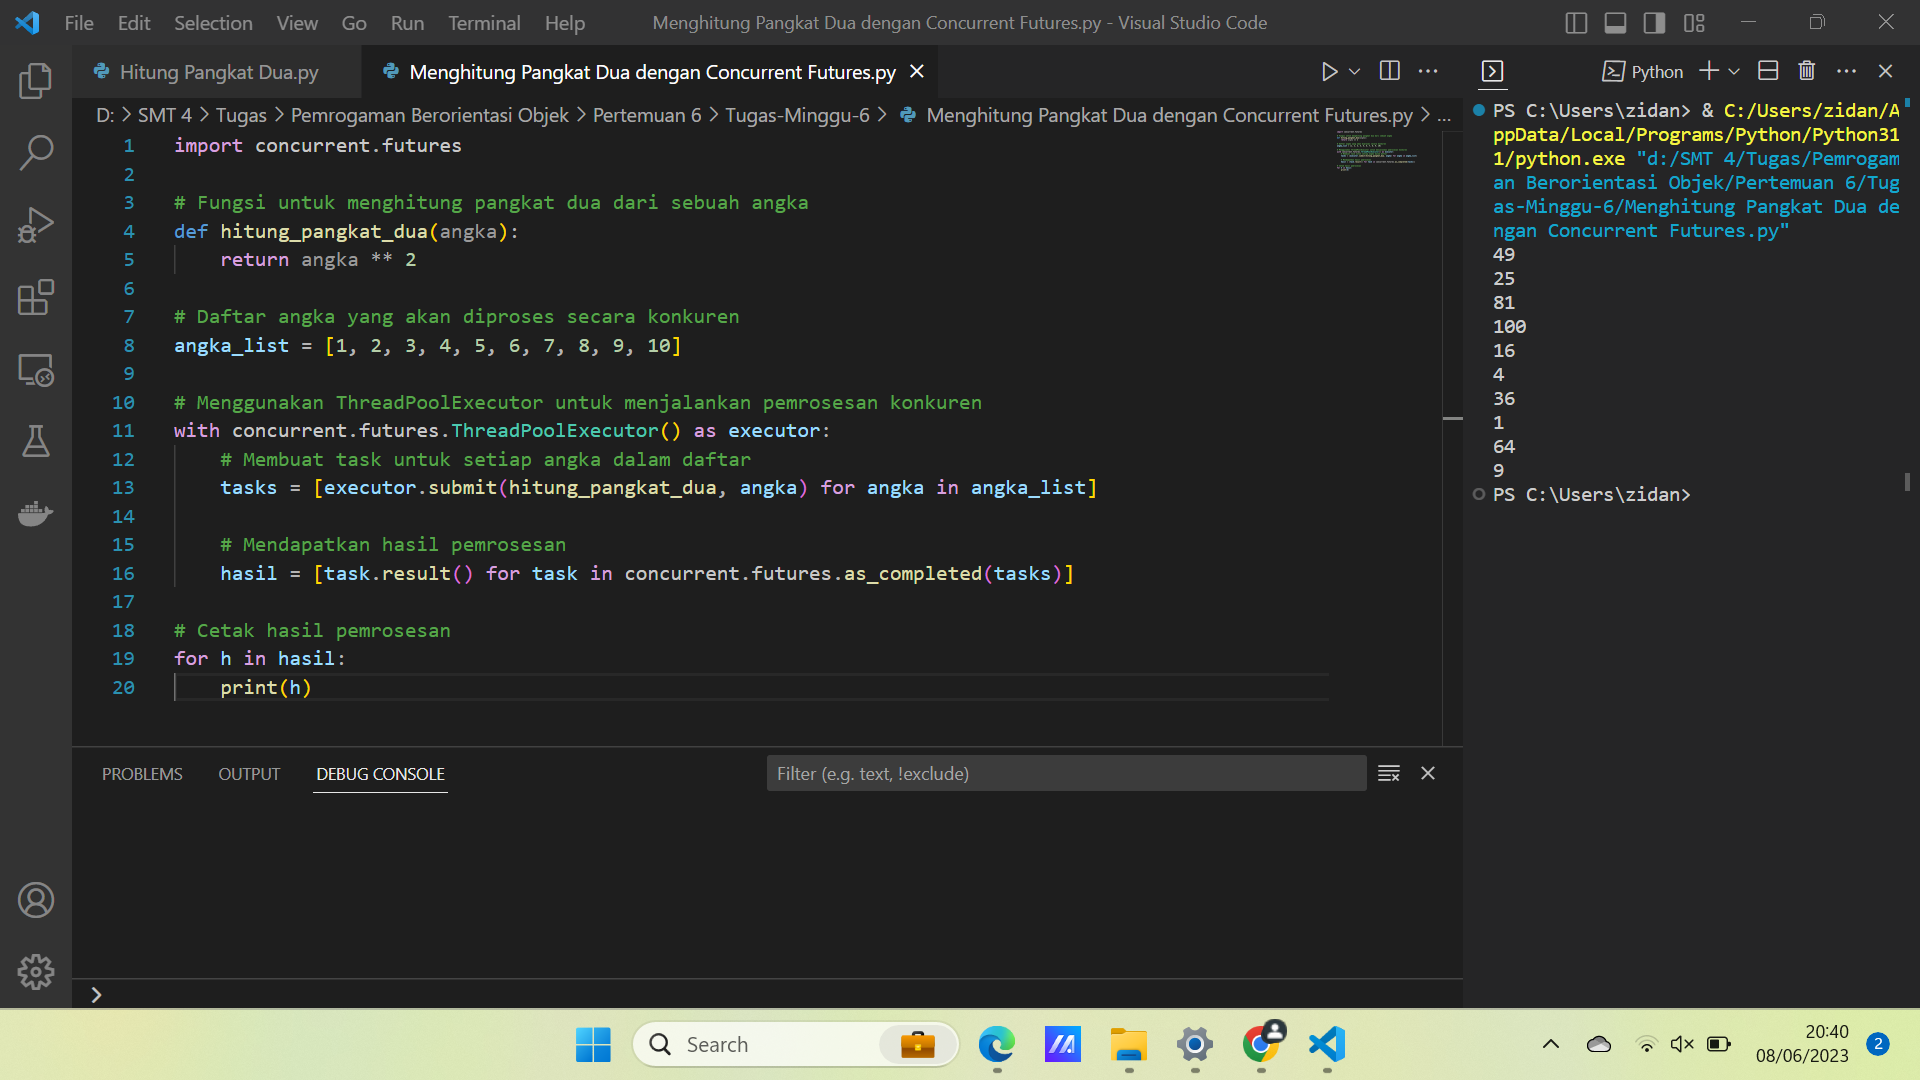 File Edit Selection View Go Run Terminal Help
Menghitung Pangkat Dua dengan Concurrent Futures.py - Visual Studio Code
Hitung Pangkat Dua.py
Menghitung Pangkat Dua dengan Concurrent Futures.py
D: > SMT 4 > Tugas > Pemrogaman Berorientasi Objek > Pertemuan 6 > Tugas-Minggu-6 > Menghitung Pangkat Dua dengan Concurrent Futures.py > ...
1 import concurrent.futures
2
3 # Fungsi untuk menghitung pangkat dua dari sebuah angka
4 def hitung_pangkat_dua(angka):
5     return angka ** 2
6
7 # Daftar angka yang akan diproses secara konkuren
8 angka_list = [1, 2, 3, 4, 5, 6, 7, 8, 9, 10]
9
10 # Menggunakan ThreadPoolExecutor untuk menjalankan pemrosesan konkuren
11 with concurrent.futures.ThreadPoolExecutor() as executor:
12     # Membuat task untuk setiap angka dalam daftar
13     tasks = [executor.submit(hitung_pangkat_dua, angka) for angka in angka_list]
14
15     # Mendapatkan hasil pemrosesan
16     hasil = [task.result() for task in concurrent.futures.as_completed(tasks)]
17
18 # Cetak hasil pemrosesan
19 for h in hasil:
20     print(h)
PROBLEMS OUTPUT DEBUG CONSOLE
Filter (e.g. text, !exclude)
Python
PS C:\Users\zidan> & C:/Users/zidan/A
ppData/Local/Programs/Python/Python31
1/python.exe "d:/SMT 4/Tugas/Pemrogam
an Berorientasi Objek/Pertemuan 6/Tug
as-Minggu-6/Menghitung Pangkat Dua de
ngan Concurrent Futures.py"
49
25
81
100
16
4
36
1
64
9
PS C:\Users\zidan>
Search
20:40
08/06/2023
2